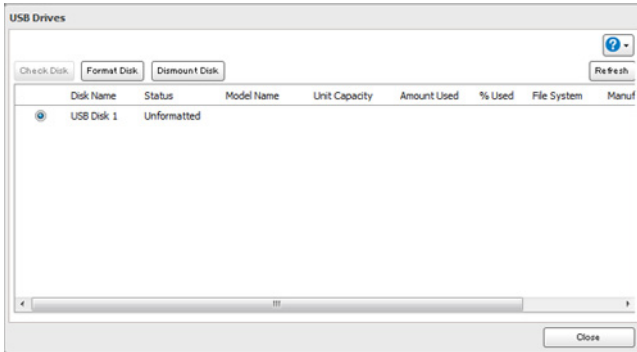 USB Drives
?
Check Disk Format Disk Dismount Disk Refresh
Disk Name Status Model Name Unit Capacity Amount Used % Used File System Manuf
USB Disk 1 Unformatted
Close